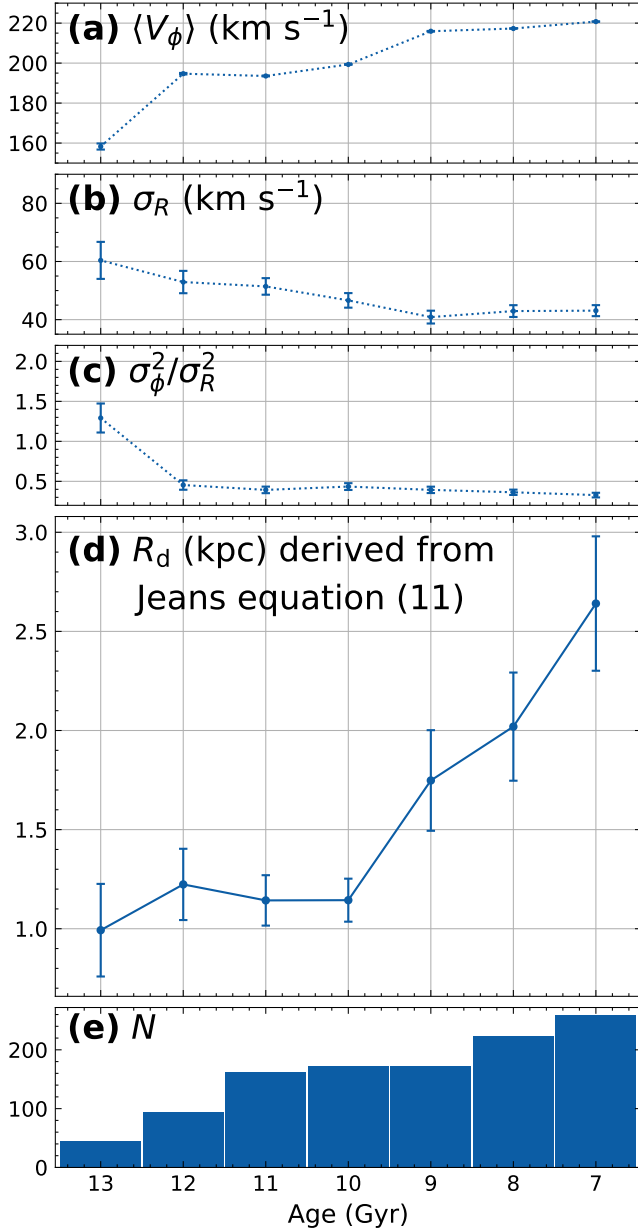 (a) ⟨V_ϕ⟩ (km s⁻¹)
220
200
180
160
(b) σ_R (km s⁻¹)
80
60
40
(c) σ_ϕ²/σ_R²
2.0
1.5
1.0
0.5
(d) R_d (kpc) derived from
Jeans equation (11)
3.0
2.5
2.0
1.5
1.0
(e) N
200
100
0
13 12 11 10 9 8 7
Age (Gyr)